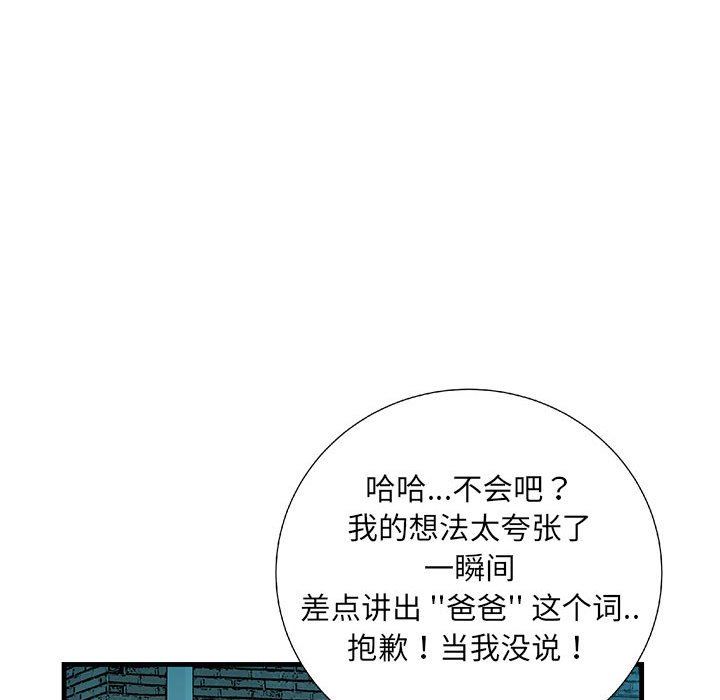 哈哈...不会吧？
我的想法太夸张了
一瞬间
差点讲出 "爸爸" 这个词..
抱歉！当我没说！